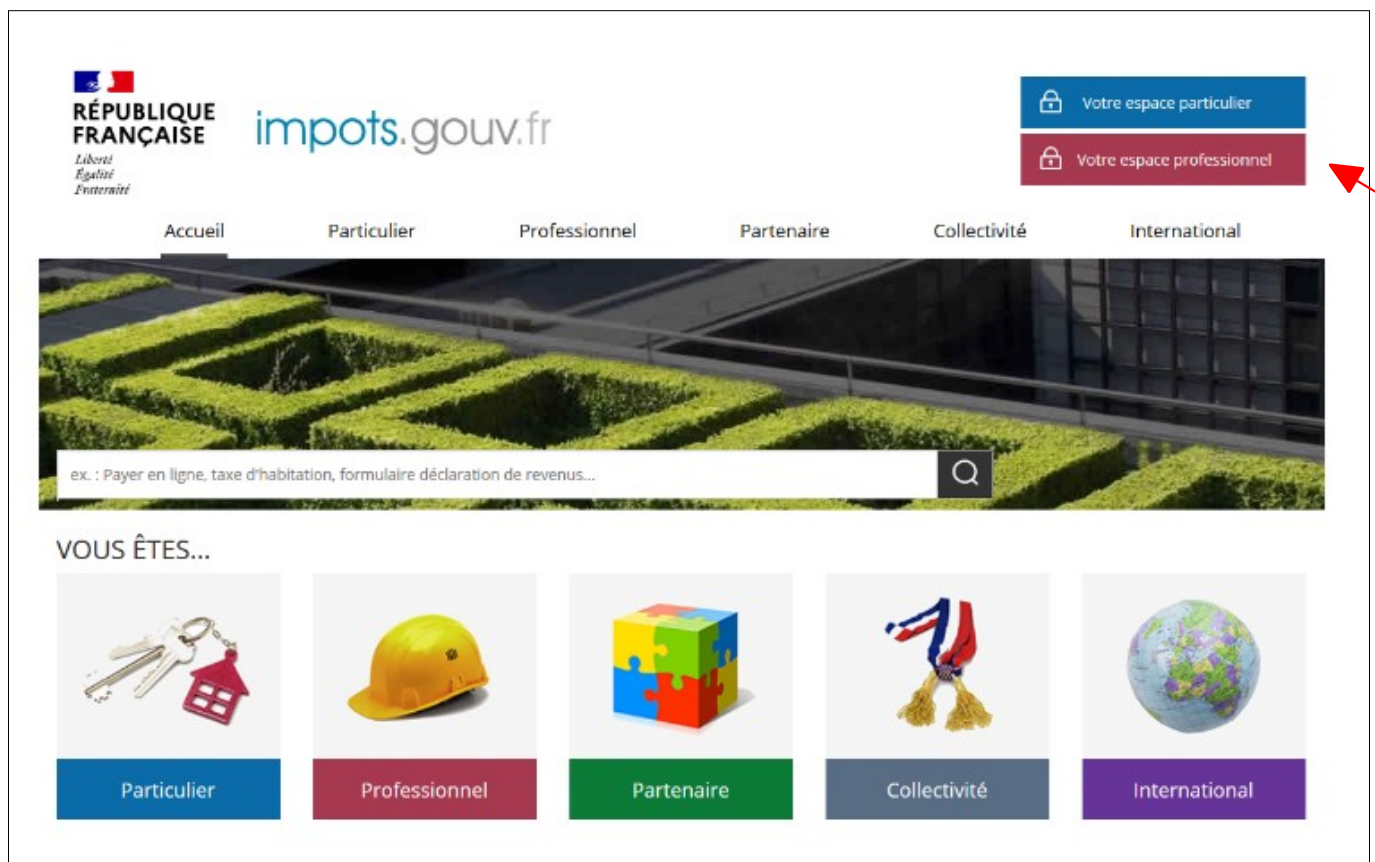 RÉPUBLIQUE
FRANÇAISE
Liberté
Égalité
Fraternité
impots.gouv.fr
Votre espace particulier
Votre espace professionnel
Accueil Particulier Professionnel Partenaire Collectivité International
ex. : Payer en ligne, taxe d'habitation, formulaire déclaration de revenus...
VOUS ÊTES...
Particulier Professionnel Partenaire Collectivité International